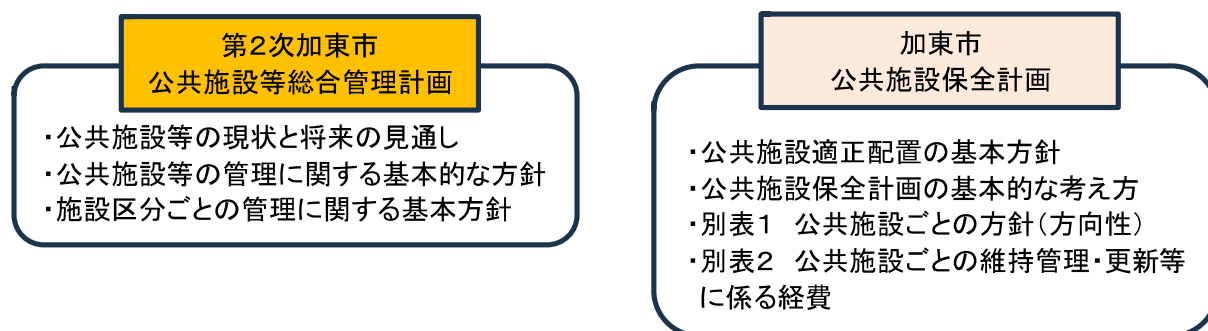 第２次加東市
公共施設等総合管理計画
・公共施設等の現状と将来の見通し
・公共施設等の管理に関する基本的な方針
・施設区分ごとの管理に関する基本方針
加東市
公共施設保全計画
・公共施設適正配置の基本方針
・公共施設保全計画の基本的な考え方
・別表１　公共施設ごとの方針（方向性）
・別表２　公共施設ごとの維持管理・更新等
に係る経費